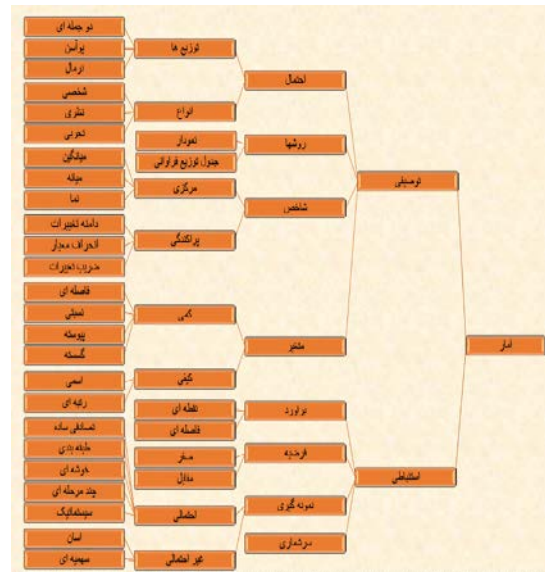 آمار
توصیفی
احتمال
توزیع ها
دو جمله ای
پوآسن
نرمال
انواع
شخصی
نظری
تجربی
روشها
نمودار
جدول توزیع فراوانی
شاخص
مرکزی
میانگین
میانه
نما
پراکندگی
دامنه تغییرات
انحراف معیار
ضریب تغییرات
متغیر
کمی
فاصله ای
نسبتی
پیوسته
گسسته
کیفی
اسمی
رتبه ای
استنباطی
براورد
نقطه ای
فاصله ای
فرضیه
صفر
مقابل
نمونه گیری
احتمالی
تصادفی ساده
طبقه بندی
خوشه ای
چند مرحله ای
سیستماتیک
غیر احتمالی
آسان
سهمیه ای
سرشماری